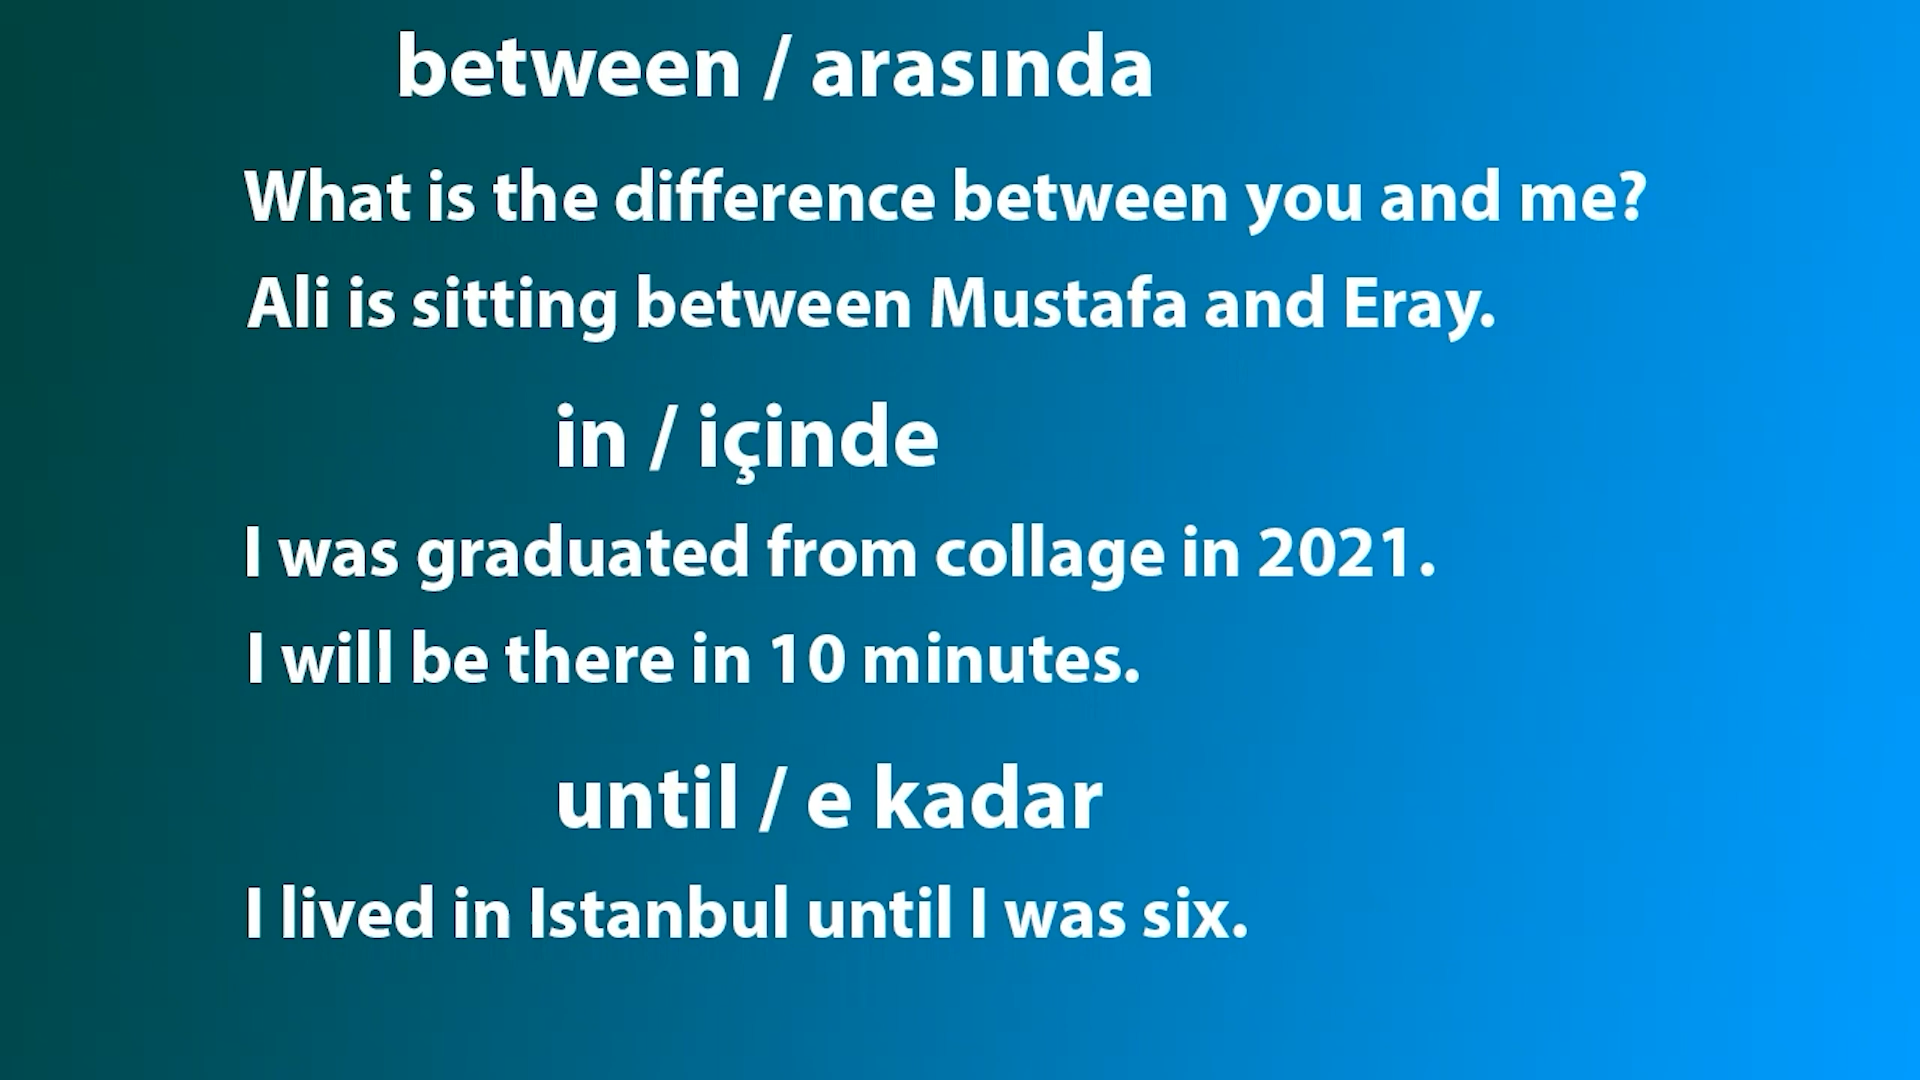 between / arasında
What is the difference between you and me?
Ali is sitting between Mustafa and Eray.
in / içinde
I was graduated from collage in 2021.
I will be there in 10 minutes.
until / e kadar
I lived in Istanbul until I was six.